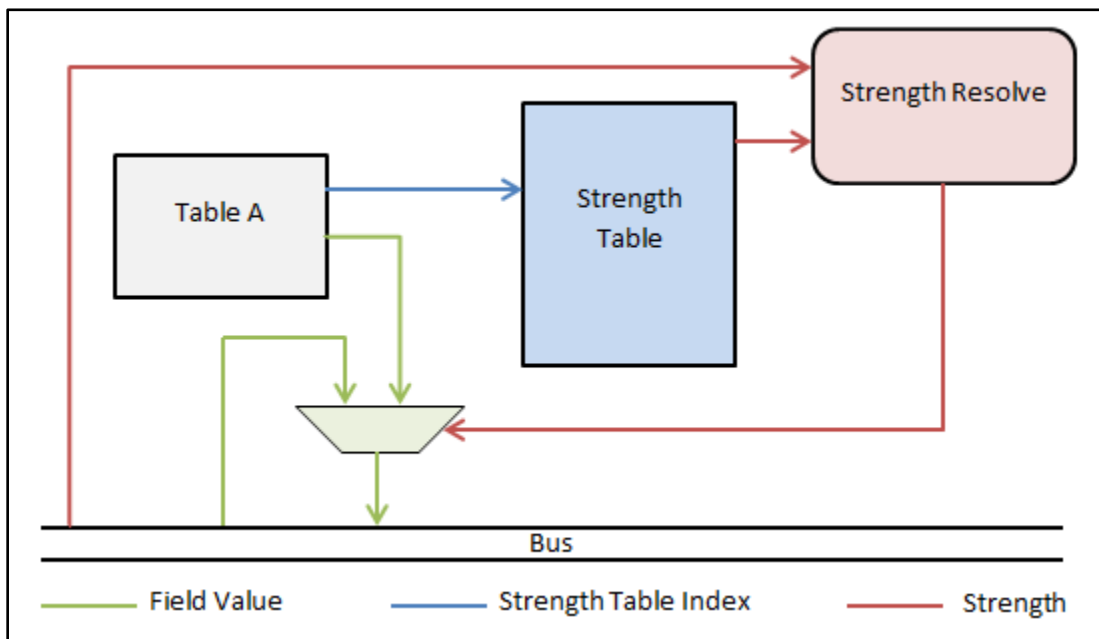 Strength Resolve
Table A
Strength
Table
Bus
Field Value
Strength Table Index
Strength